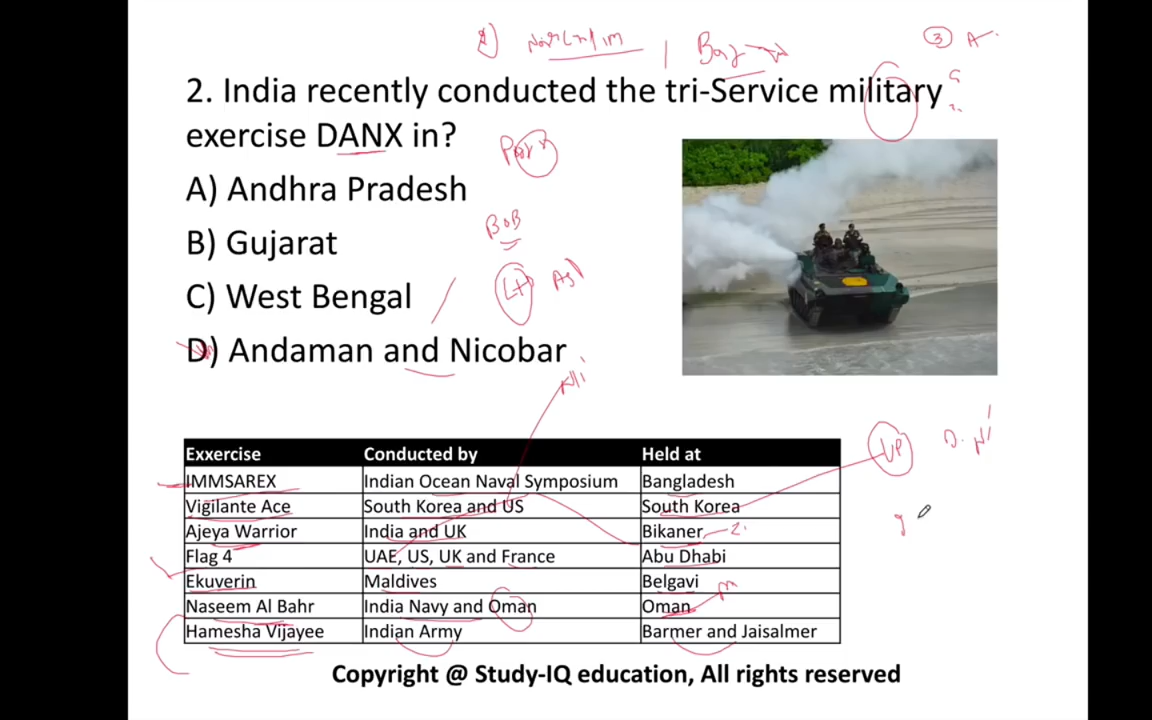 2. India recently conducted the tri-Service military
exercise DANX in?
A) Andhra Pradesh
BOB
B) Gujarat
C) West Bengal
D) Andaman and Nicobar
Exxercise Conducted by Held at
IMMSAREX Indian Ocean Naval Symposium Bangladesh
Vigilante Ace South Korea and US South Korea
Ajeya Warrior India and UK Bikaner
Flag 4 UAE, US, UK and France Abu Dhabi
Ekuverin Maldives Belgavi
Naseem Al Bahr India Navy and Oman Oman
Hamesha Vijayee Indian Army Barmer and Jaisalmer
UP
Copyright @ Study-IQ education, All rights reserved